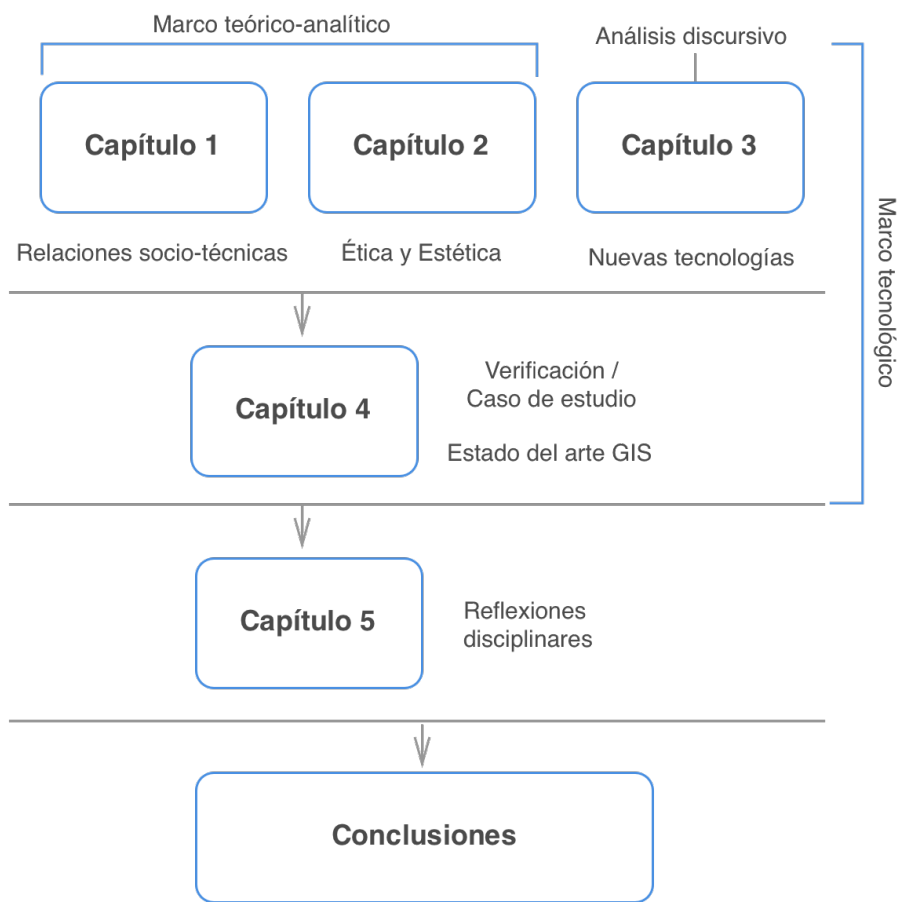 Marco teórico-analítico
Análisis discursivo
Capítulo 1
Capítulo 2
Capítulo 3
Relaciones socio-técnicas
Ética y Estética
Nuevas tecnologías
Marco tecnológico
Capítulo 4
Verificación /
Caso de estudio
Estado del arte GIS
Capítulo 5
Reflexiones
disciplinares
Conclusiones